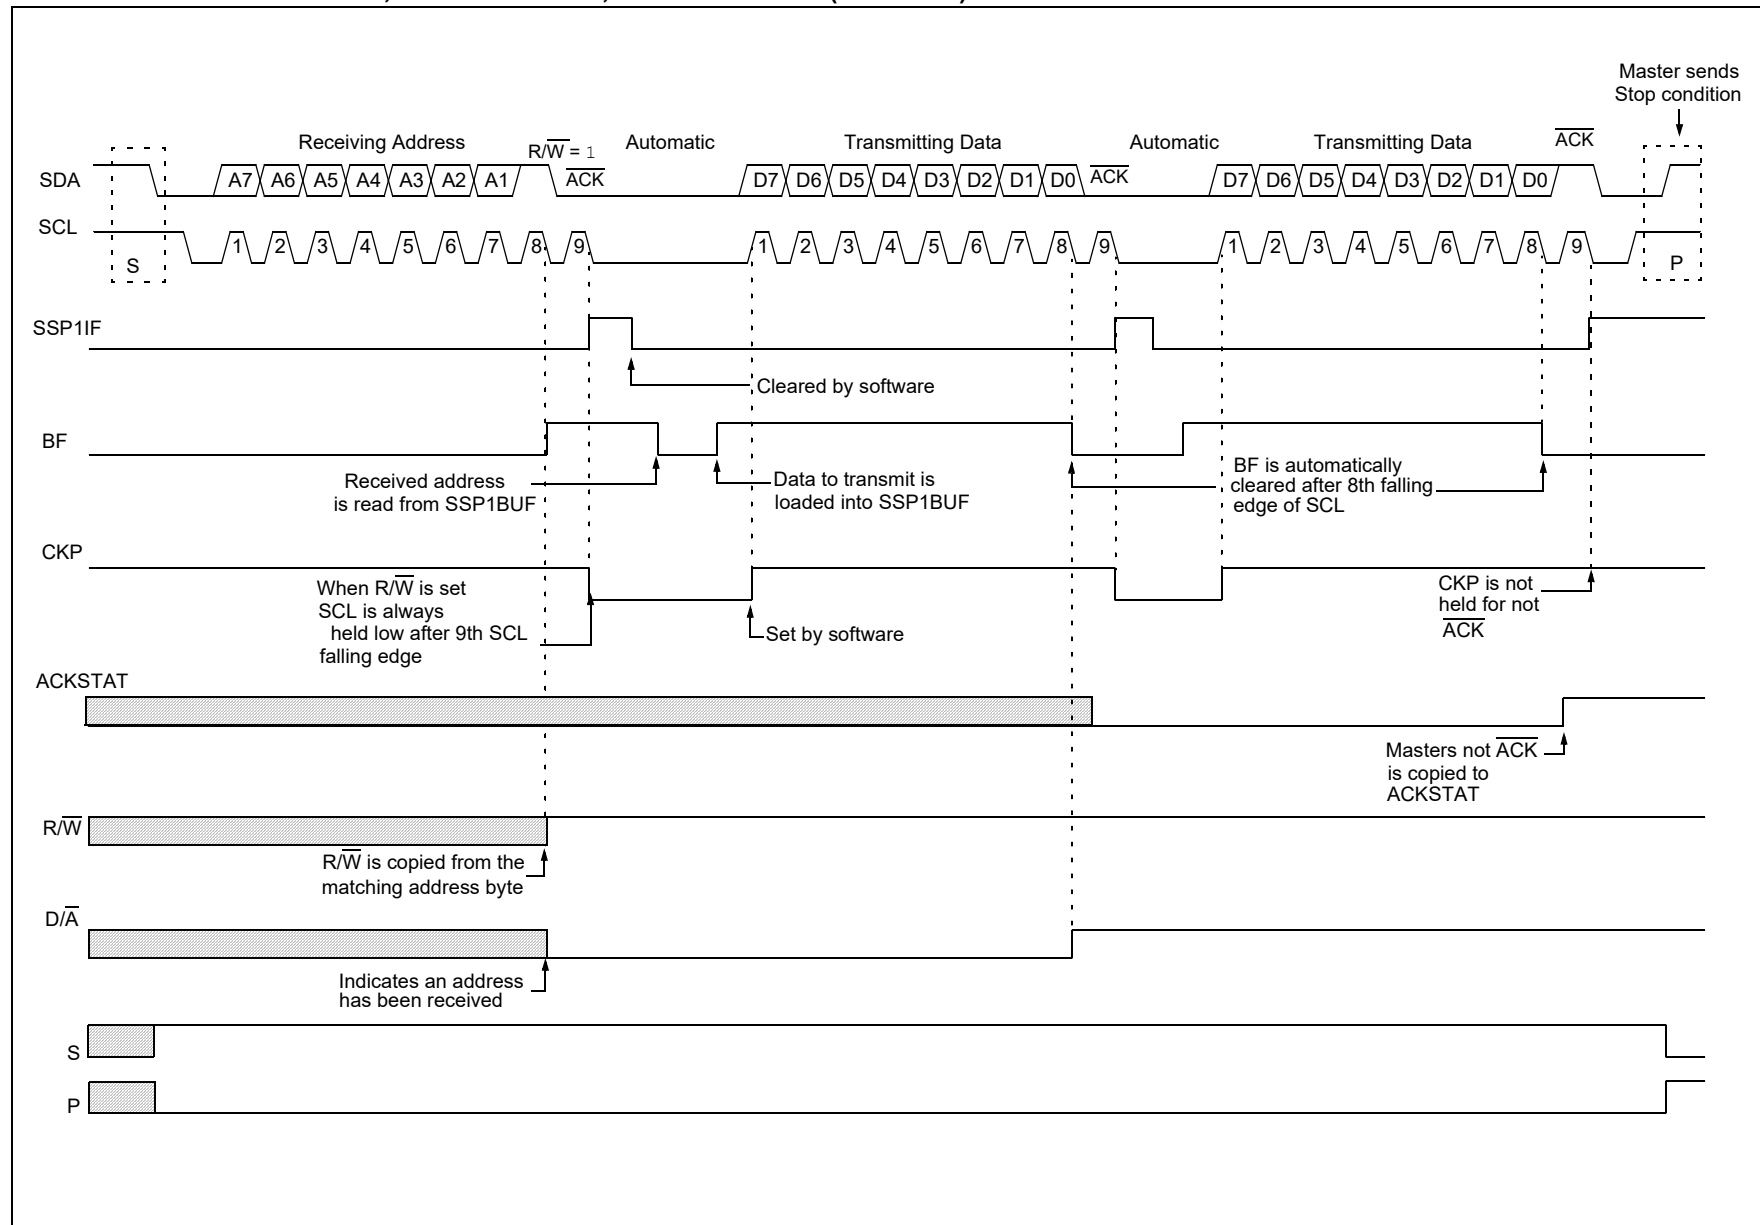 Master sends
Stop condition
Receiving Address
R/W̅ = 1
Automatic
Transmitting Data
Automatic
Transmitting Data
A̅C̅K̅
SDA
A7 A6 A5 A4 A3 A2 A1
A̅C̅K̅
D7 D6 D5 D4 D3 D2 D1 D0
A̅C̅K̅
D7 D6 D5 D4 D3 D2 D1 D0
SCL
1 2 3 4 5 6 7 8 9
1 2 3 4 5 6 7 8 9
1 2 3 4 5 6 7 8 9
S
P
SSP1IF
Cleared by software
BF
Received address
is read from SSP1BUF
Data to transmit is
loaded into SSP1BUF
BF is automatically
cleared after 8th falling
edge of SCL
CKP
When R/W̅ is set
SCL is always
held low after 9th SCL
falling edge
Set by software
CKP is not
held for not
A̅C̅K̅
ACKSTAT
Masters not A̅C̅K̅
is copied to
ACKSTAT
R/W̅
R/W̅ is copied from the
matching address byte
D/A̅
Indicates an address
has been received
S
P